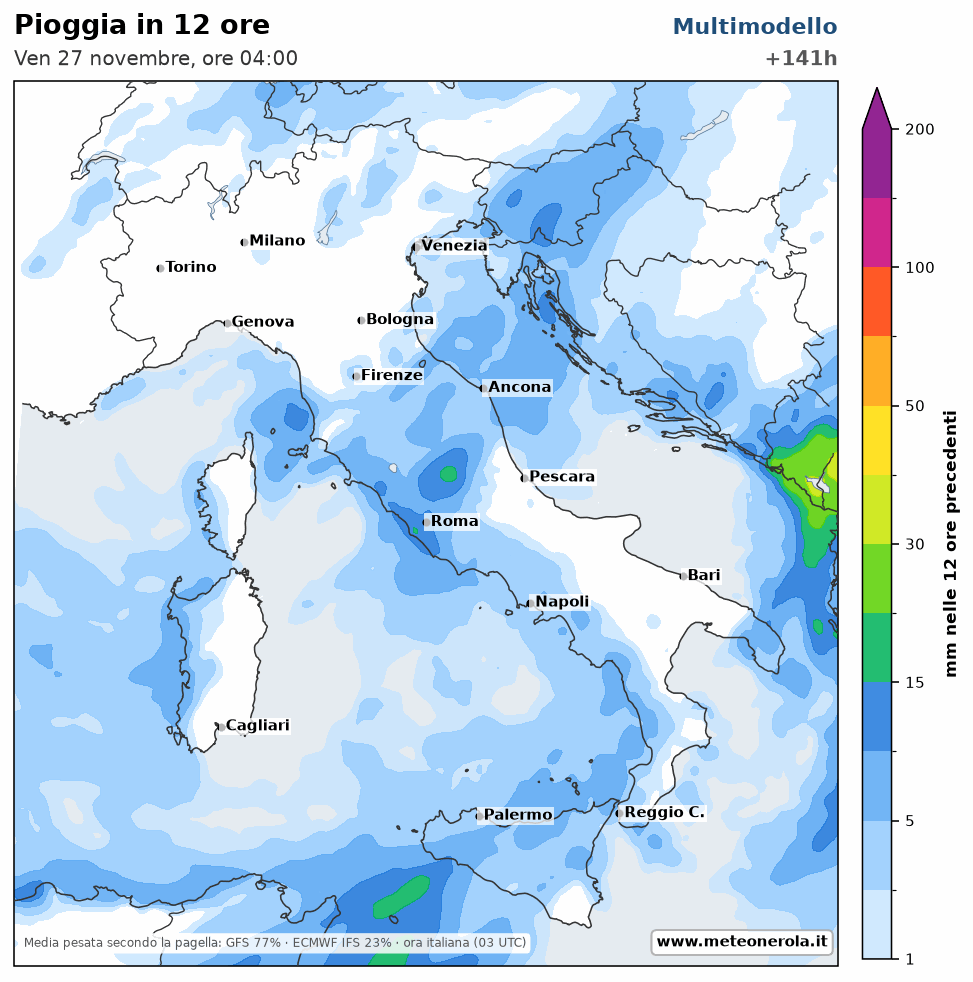 Pioggia in 12 ore
Multimodello
Ven 27 novembre, ore 04:00
+141h
200
100
50
30
15
5
1
mm nelle 12 ore precedenti
Milano
Venezia
Torino
Genova
Bologna
Firenze
Ancona
Pescara
Roma
Bari
Napoli
Cagliari
Palermo
Reggio C.
Media pesata secondo la pagella: GFS 77% · ECMWF IFS 23% · ora italiana (03 UTC)
www.meteonerola.it